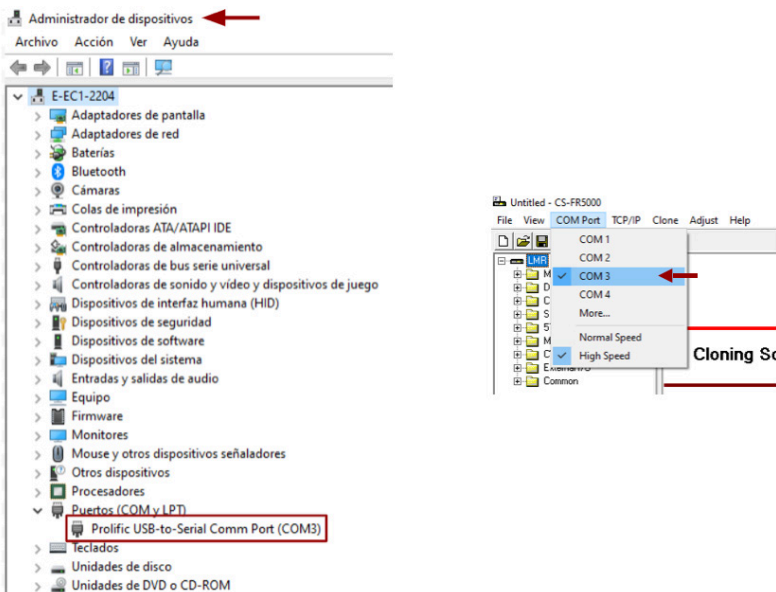 Administrador de dispositivos
Archivo Acción Ver Ayuda
E-EC1-2204
Adaptadores de pantalla
Adaptadores de red
Baterías
Bluetooth
Cámaras
Colas de impresión
Controladoras ATA/ATAPI IDE
Controladoras de almacenamiento
Controladoras de bus serie universal
Controladoras de sonido y vídeo y dispositivos de juego
Dispositivos de interfaz humana (HID)
Dispositivos de seguridad
Dispositivos de software
Dispositivos del sistema
Entradas y salidas de audio
Equipo
Firmware
Monitores
Mouse y otros dispositivos señaladores
Otros dispositivos
Procesadores
Puertos (COM y LPT)
Prolific USB-to-Serial Comm Port (COM3)
Teclados
Unidades de disco
Unidades de DVD o CD-ROM
Untitled - CS-FR5000
File View COM Port TCP/IP Clone Adjust Help
COM 1
LMR COM 2
M COM 3
D
C COM 4
S More...
5
M Normal Speed
C High Speed
Common
Cloning